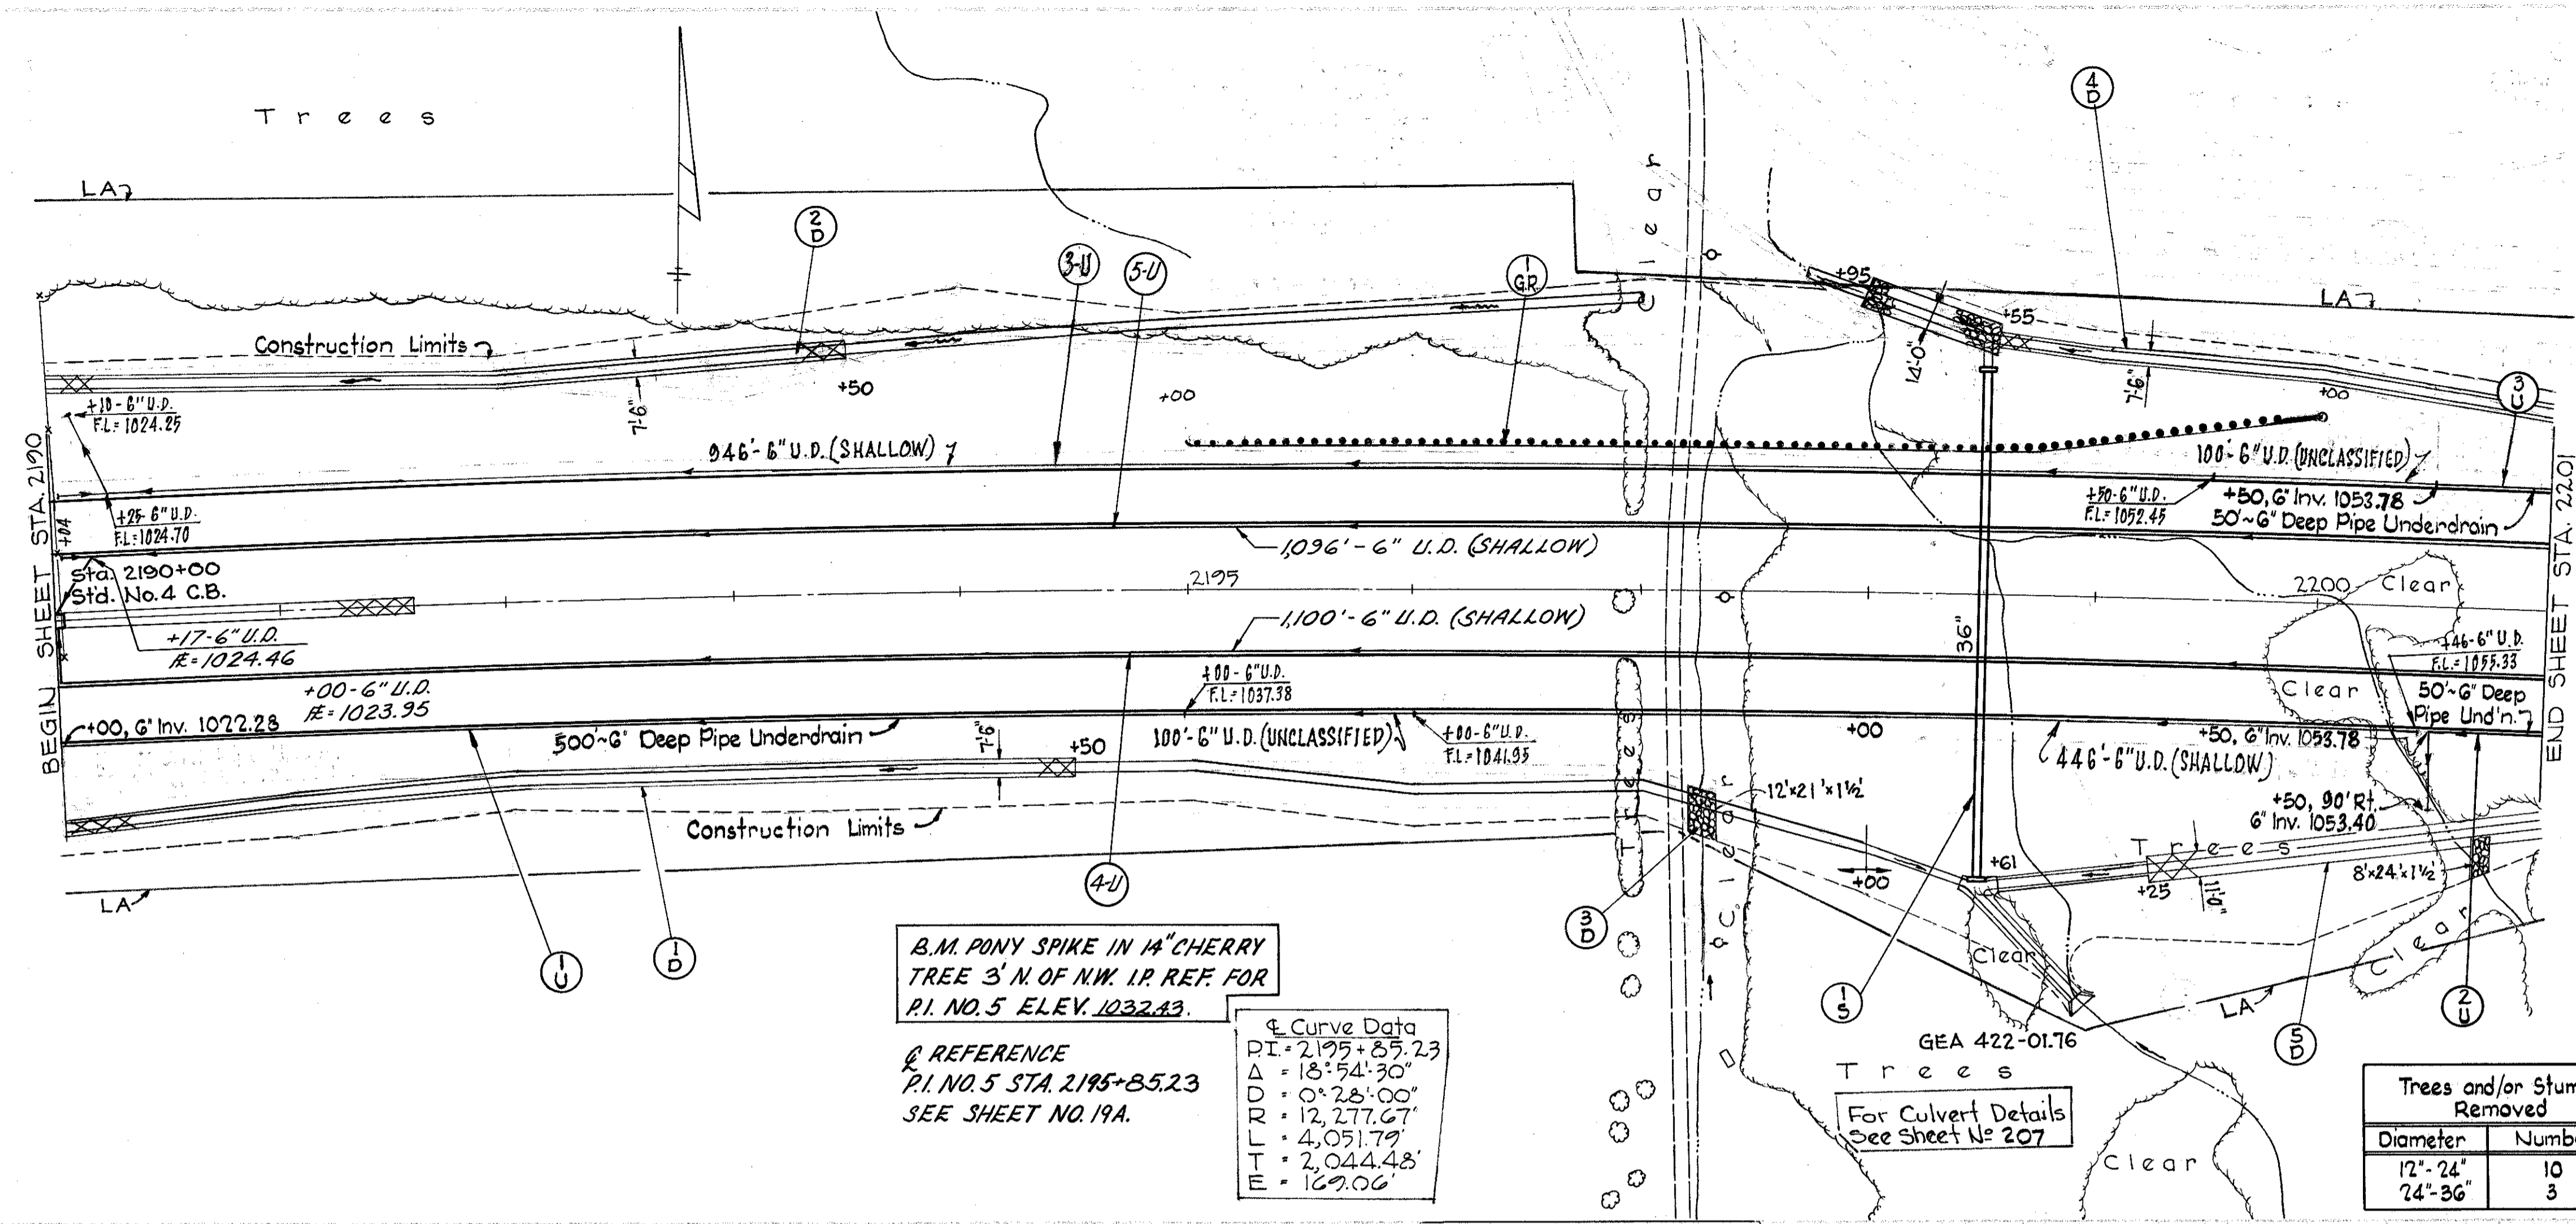 T r e e s
LA
2
D
3-U
5-U
1
G.R.
C l e a r
4
D
LA
+95
+55
14'-0"
7'-6"
+00
3
U
Construction Limits
7'-6"
+50
+00
+10-6" U.D.
F.L.= 1024.25
946'-6" U.D. (SHALLOW)
100'-6" U.D. (UNCLASSIFIED)
+50-6" U.D.
F.L.= 1052.45
+50, 6" Inv. 1053.78
50'~6" Deep Pipe Underdrain
BEGIN SHEET STA. 2190
END SHEET STA. 2201
+04
+25-6" U.D.
F.L.=1024.70
1,096'-6" U.D. (SHALLOW)
Sta. 2190+00
Std. No.4 C.B.
2195
2200
Clear
+17-6" U.D.
F.L.=1024.46
1,100'-6" U.D. (SHALLOW)
36"
+46-6" U.D.
F.L.=1055.33
+00-6" U.D.
F.L.=1023.95
+00-6" U.D.
F.L.=1037.38
Clear
50'~6" Deep
Pipe Und'n.
+00, 6" Inv. 1022.28
500'~6" Deep Pipe Underdrain
7'-6"
+50
100'-6" U.D. (UNCLASSIFIED)
+00-6" U.D.
F.L.=1041.95
Trees
+00
+50, 6" Inv. 1053.78
446'-6" U.D. (SHALLOW)
12'x21'x1½'
C l e a r
+50, 90' Rt.
6" Inv. 1053.40
Construction Limits
T r e e s
+61
+00
+25
11'-0"
8'x24'x1½'
LA
4-U
1
U
1
D
3
D
1
S
Clear
Clear
LA
5
D
2
U
B.M. PONY SPIKE IN 14" CHERRY
TREE 3' N. OF N.W. I.P. REF. FOR
P.I. NO. 5 ELEV. 1032.43.
℄ REFERENCE
P.I. NO. 5 STA. 2195+85.23
SEE SHEET NO. 19A.
℄ Curve Data
P.I. = 2195+85.23
Δ = 18°-54'-30"
D = 0°-28'-00"
R = 12,277.67'
L = 4,051.79'
T = 2,044.48'
E = 169.06'
GEA 422-01.76
T r e e s
For Culvert Details
See Sheet No 207
Clear
Trees and/or Stum
Removed
Diameter Numb
12"-24" 10
24"-36" 3